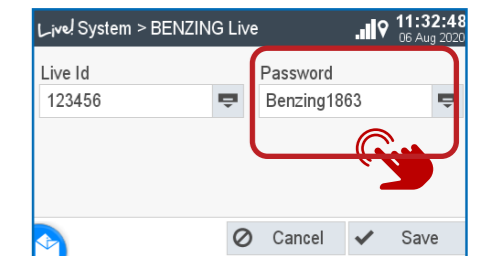 Live! System > BENZING Live
11:32:48
06 Aug 2020
Live Id
Password
123456
Benzing1863
Cancel
Save